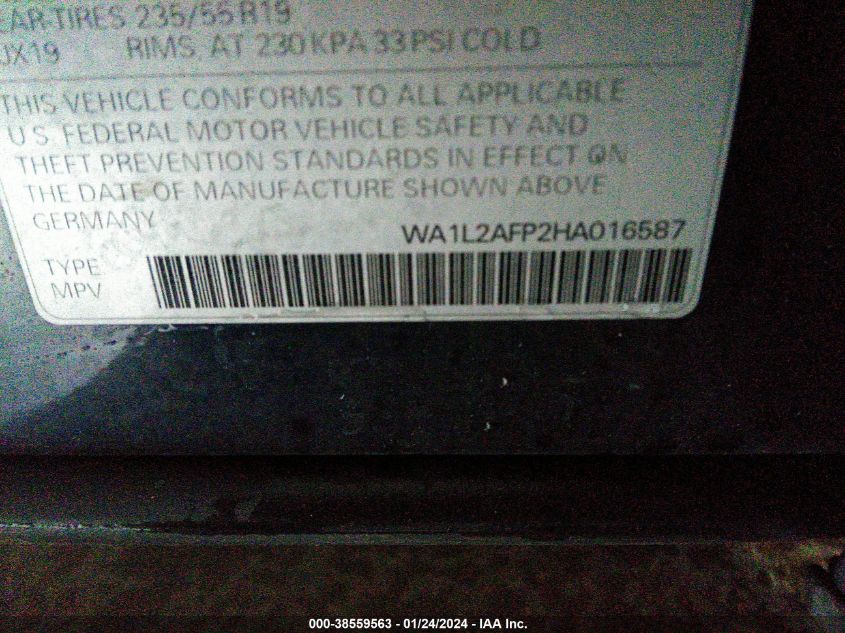 EAR TIRES 235/55 R19
JX19 RIMS, AT 230 KPA 33 PSI COLD
THIS VEHICLE CONFORMS TO ALL APPLICABLE
U S FEDERAL MOTOR VEHICLE SAFETY AND
THEFT PREVENTION STANDARDS IN EFFECT ON
THE DATE OF MANUFACTURE SHOWN ABOVE
GERMANY
WA1L2AFP2HA016587
TYPE
MPV
000-38559563 - 01/24/2024 - IAA Inc.